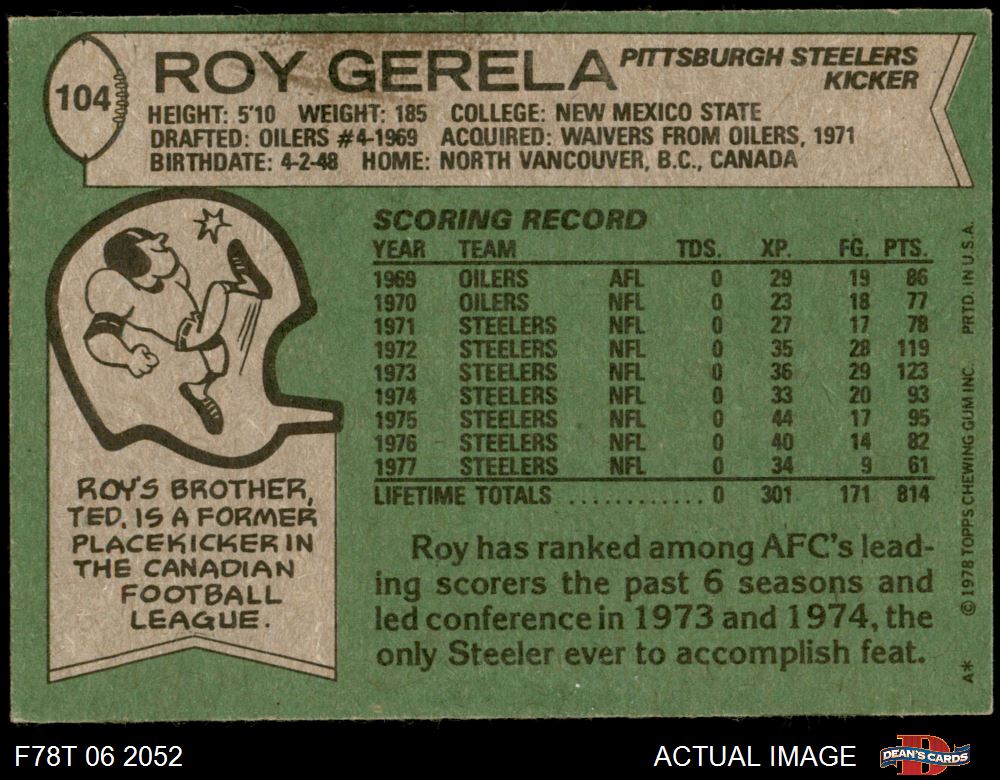 104
ROY GERELA
PITTSBURGH STEELERS
KICKER
HEIGHT: 5'10 WEIGHT: 185 COLLEGE: NEW MEXICO STATE
DRAFTED: OILERS #4-1969 ACQUIRED: WAIVERS FROM OILERS, 1971
BIRTHDATE: 4-2-48 HOME: NORTH VANCOUVER, B.C., CANADA
SCORING RECORD
YEAR TEAM TDS. XP. FG. PTS.
1969 OILERS AFL 0 29 19 86
1970 OILERS NFL 0 23 18 77
1971 STEELERS NFL 0 27 17 78
1972 STEELERS NFL 0 35 28 119
1973 STEELERS NFL 0 36 29 123
1974 STEELERS NFL 0 33 20 93
1975 STEELERS NFL 0 44 17 95
1976 STEELERS NFL 0 40 14 82
1977 STEELERS NFL 0 34 9 61
LIFETIME TOTALS ............ 0 301 171 814
ROY'S BROTHER,
TED, IS A FORMER
PLACEKICKER IN
THE CANADIAN
FOOTBALL
LEAGUE.
Roy has ranked among AFC's lead-
ing scorers the past 6 seasons and
led conference in 1973 and 1974, the
only Steeler ever to accomplish feat.
A* © 1978 TOPPS CHEWING GUM INC. PRTD. IN U.S.A.
F78T 06 2052
ACTUAL IMAGE
DEAN'S CARDS